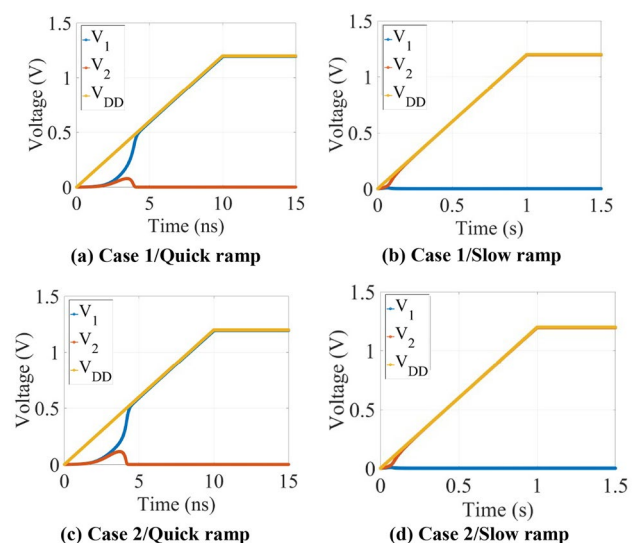 1.5
V1
V2
VDD
1
Voltage (V)
0.5
0
0 5 10 15
Time (ns)
(a) Case 1/Quick ramp
1.5
V1
V2
VDD
1
Voltage (V)
0.5
0
0 0.5 1 1.5
Time (s)
(b) Case 1/Slow ramp
1.5
V1
V2
VDD
1
Voltage (V)
0.5
0
0 5 10 15
Time (ns)
(c) Case 2/Quick ramp
1.5
V1
V2
VDD
1
Voltage (V)
0.5
0
0 0.5 1 1.5
Time (s)
(d) Case 2/Slow ramp